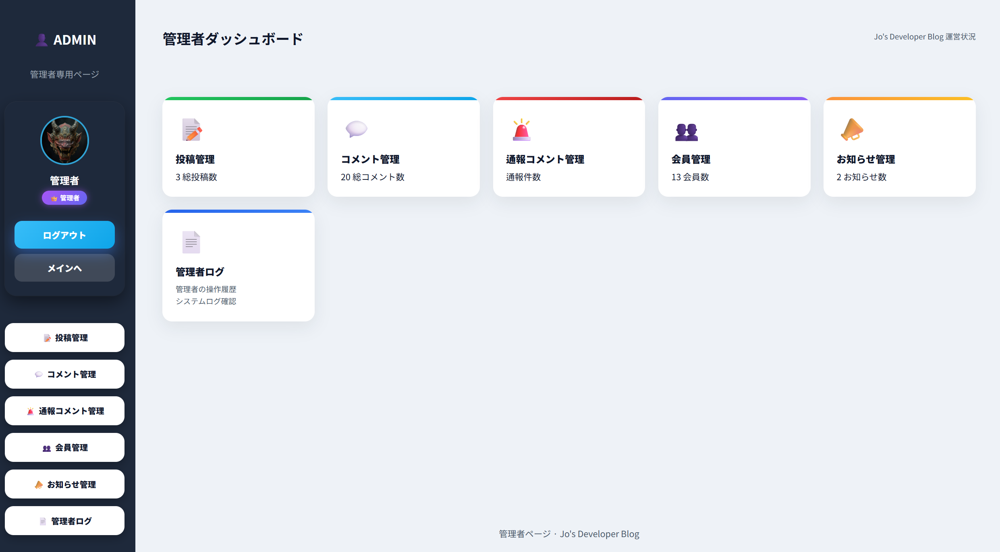 ADMIN
管理者専用ページ
管理者
管理者
ログアウト
メインへ
投稿管理
コメント管理
通報コメント管理
会員管理
お知らせ管理
管理者ログ
管理者ダッシュボード
Jo's Developer Blog 運営状況
投稿管理
3 総投稿数
コメント管理
20 総コメント数
通報コメント管理
通報件数
会員管理
13 会員数
お知らせ管理
2 お知らせ数
管理者ログ
管理者の操作履歴
システムログ確認
管理者ページ · Jo's Developer Blog